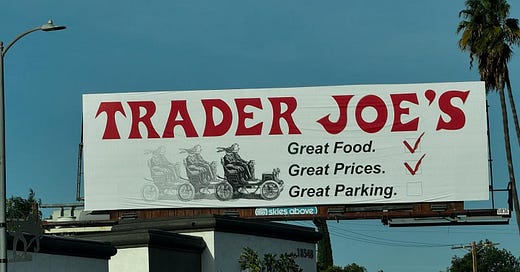 TRADER JOE'S
Great Food.
Great Prices.
Great Parking.
skies above